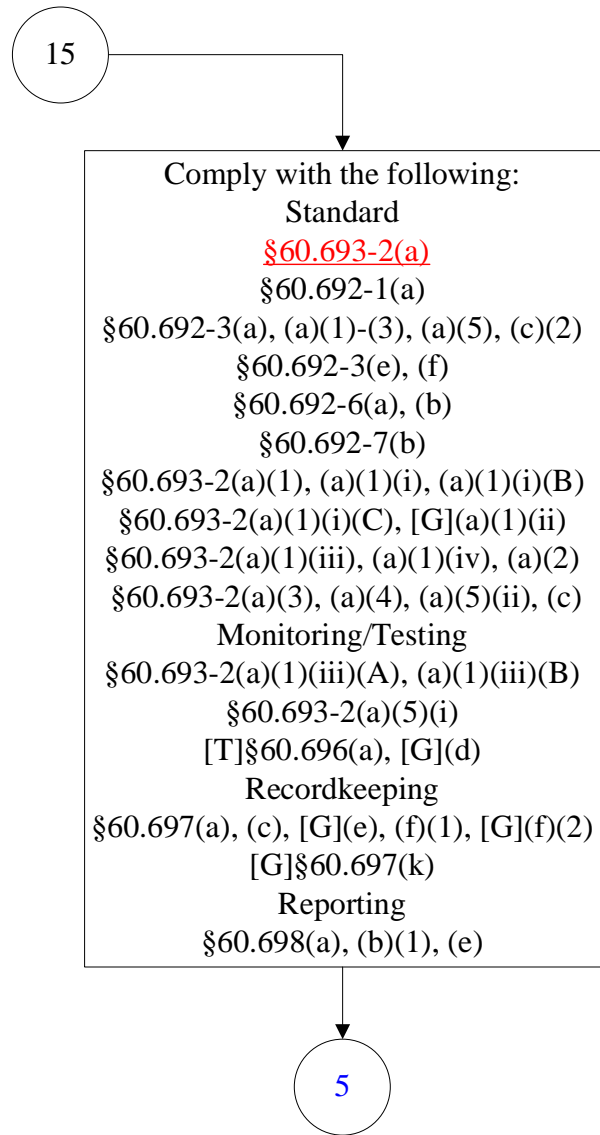 15
Comply with the following:
Standard
§60.693-2(a)
§60.692-1(a)
§60.692-3(a), (a)(1)-(3), (a)(5), (c)(2)
§60.692-3(e), (f)
§60.692-6(a), (b)
§60.692-7(b)
§60.693-2(a)(1), (a)(1)(i), (a)(1)(i)(B)
§60.693-2(a)(1)(i)(C), [G](a)(1)(ii)
§60.693-2(a)(1)(iii), (a)(1)(iv), (a)(2)
§60.693-2(a)(3), (a)(4), (a)(5)(ii), (c)
Monitoring/Testing
§60.693-2(a)(1)(iii)(A), (a)(1)(iii)(B)
§60.693-2(a)(5)(i)
[T]§60.696(a), [G](d)
Recordkeeping
§60.697(a), (c), [G](e), (f)(1), [G](f)(2)
[G]§60.697(k)
Reporting
§60.698(a), (b)(1), (e)
5